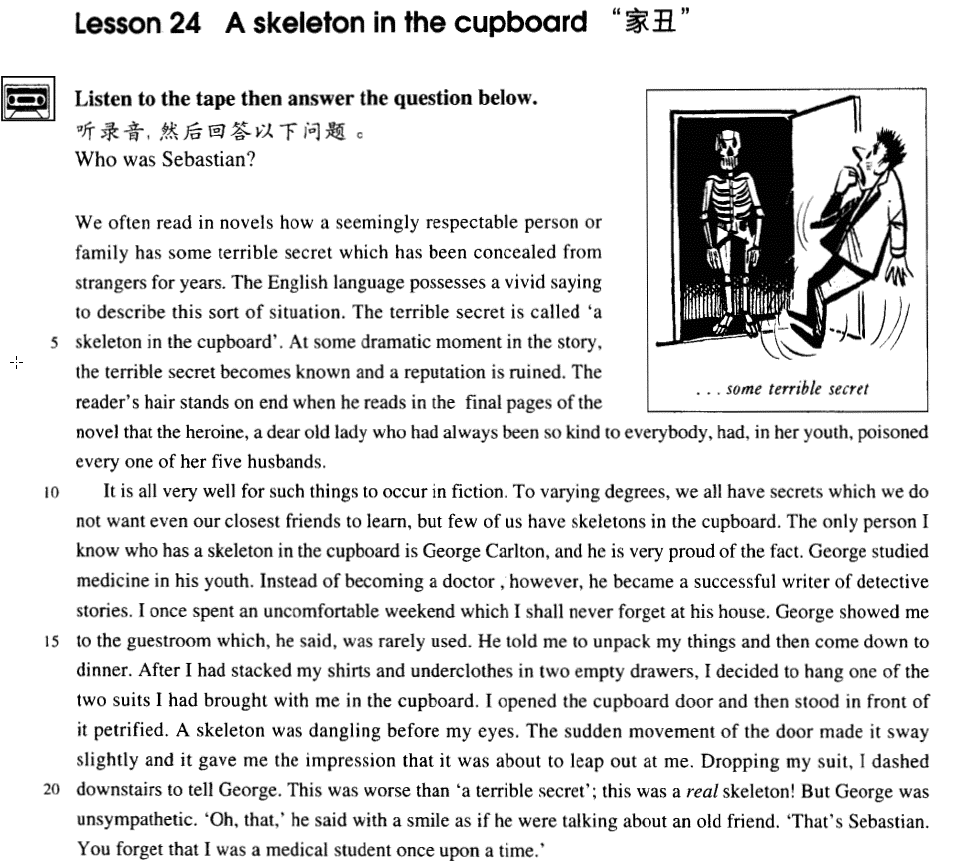 Lesson 24 A skeleton in the cupboard “家丑”
Listen to the tape then answer the question below.
听录音, 然后回答以下问题。
Who was Sebastian?
We often read in novels how a seemingly respectable person or
family has some terrible secret which has been concealed from
strangers for years. The English language possesses a vivid saying
to describe this sort of situation. The terrible secret is called ‘a
5 skeleton in the cupboard’. At some dramatic moment in the story,
the terrible secret becomes known and a reputation is ruined. The
reader’s hair stands on end when he reads in the final pages of the
novel that the heroine, a dear old lady who had always been so kind to everybody, had, in her youth, poisoned
every one of her five husbands.
. . . some terrible secret
10 It is all very well for such things to occur in fiction. To varying degrees, we all have secrets which we do
not want even our closest friends to learn, but few of us have skeletons in the cupboard. The only person I
know who has a skeleton in the cupboard is George Carlton, and he is very proud of the fact. George studied
medicine in his youth. Instead of becoming a doctor , however, he became a successful writer of detective
stories. I once spent an uncomfortable weekend which I shall never forget at his house. George showed me
15 to the guestroom which, he said, was rarely used. He told me to unpack my things and then come down to
dinner. After I had stacked my shirts and underclothes in two empty drawers, I decided to hang one of the
two suits I had brought with me in the cupboard. I opened the cupboard door and then stood in front of
it petrified. A skeleton was dangling before my eyes. The sudden movement of the door made it sway
slightly and it gave me the impression that it was about to leap out at me. Dropping my suit, I dashed
20 downstairs to tell George. This was worse than ‘a terrible secret’; this was a real skeleton! But George was
unsympathetic. ‘Oh, that,’ he said with a smile as if he were talking about an old friend. ‘That’s Sebastian.
You forget that I was a medical student once upon a time.’